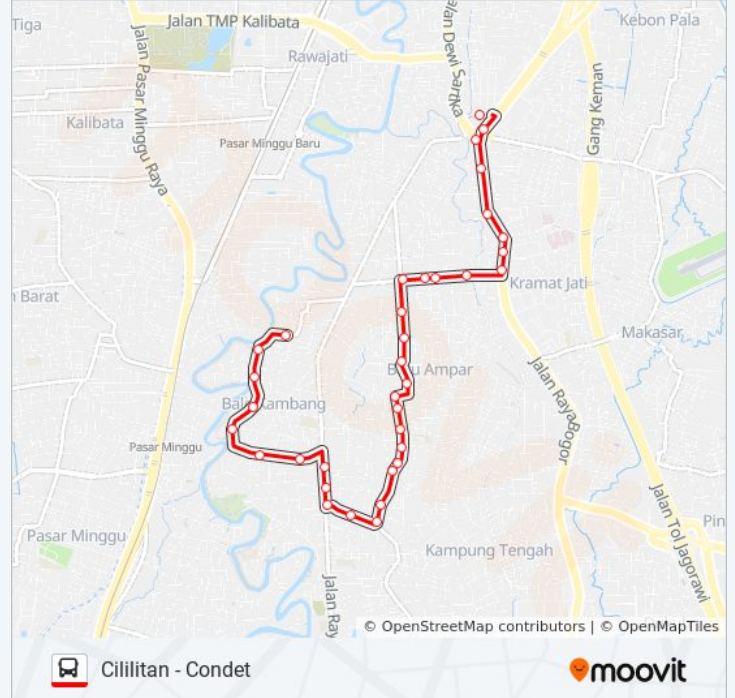 Tiga
Jalan TMP Kalibata
Kebon Pala
Jalan Dewi Sartika
Rawajati
Jalan Pasar Minggu Raya
Gang Keman
Kalibata
Pasar Minggu Baru
Kramat Jati
n Barat
Makasar
Jalan Raya Bogor
Pasar Minggu
Jalan Tol Jagorawi
Pin
Pasar Minggu
Kampung Tengah
Jalan Ray
© OpenStreetMap contributors | © OpenMapTiles
Cililitan - Condet
moovit